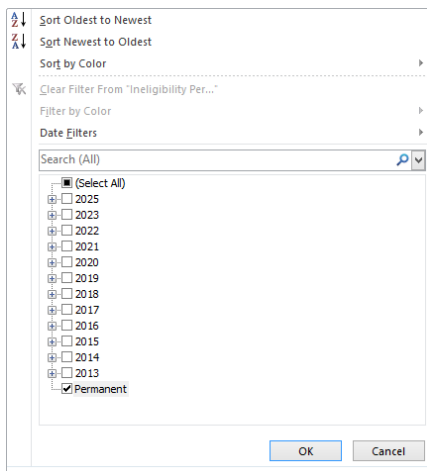 Sort Oldest to Newest
Sort Newest to Oldest
Sort by Color
Clear Filter From "Ineligibility Per..."
Filter by Color
Date Filters
Search (All)
(Select All)
2025
2023
2022
2021
2020
2019
2018
2017
2016
2015
2014
2013
Permanent
OK Cancel